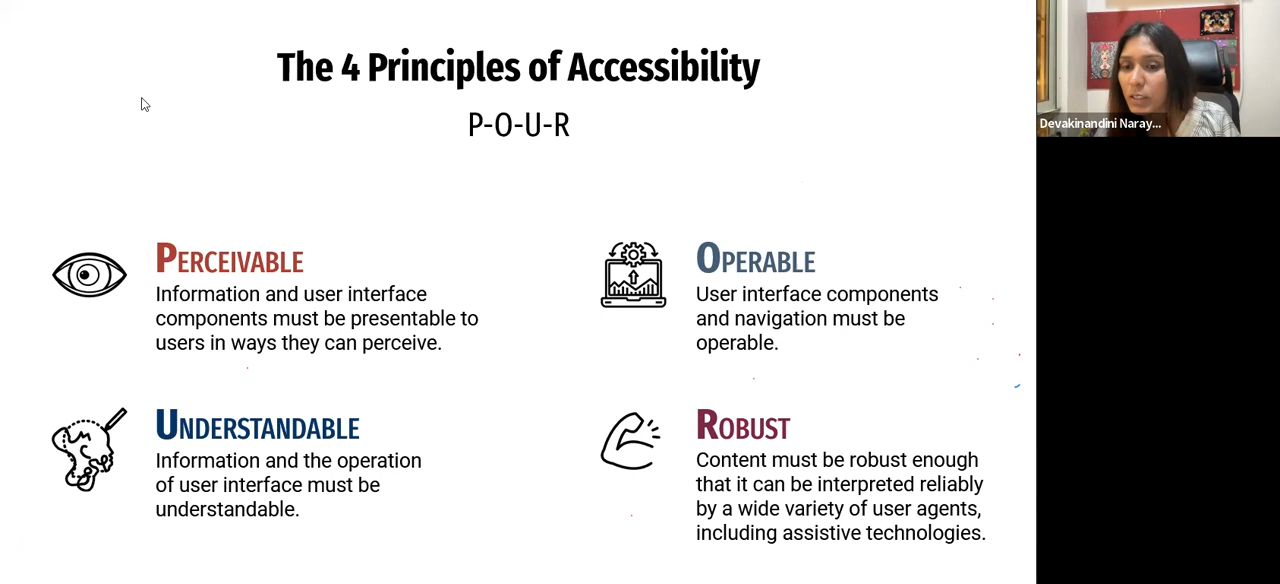 The 4 Principles of Accessibility
P-O-U-R
Devakinandini Naray...
PERCEIVABLE
Information and user interface
components must be presentable to
users in ways they can perceive.
OPERABLE
User interface components
and navigation must be
operable.
UNDERSTANDABLE
Information and the operation
of user interface must be
understandable.
ROBUST
Content must be robust enough
that it can be interpreted reliably
by a wide variety of user agents,
including assistive technologies.